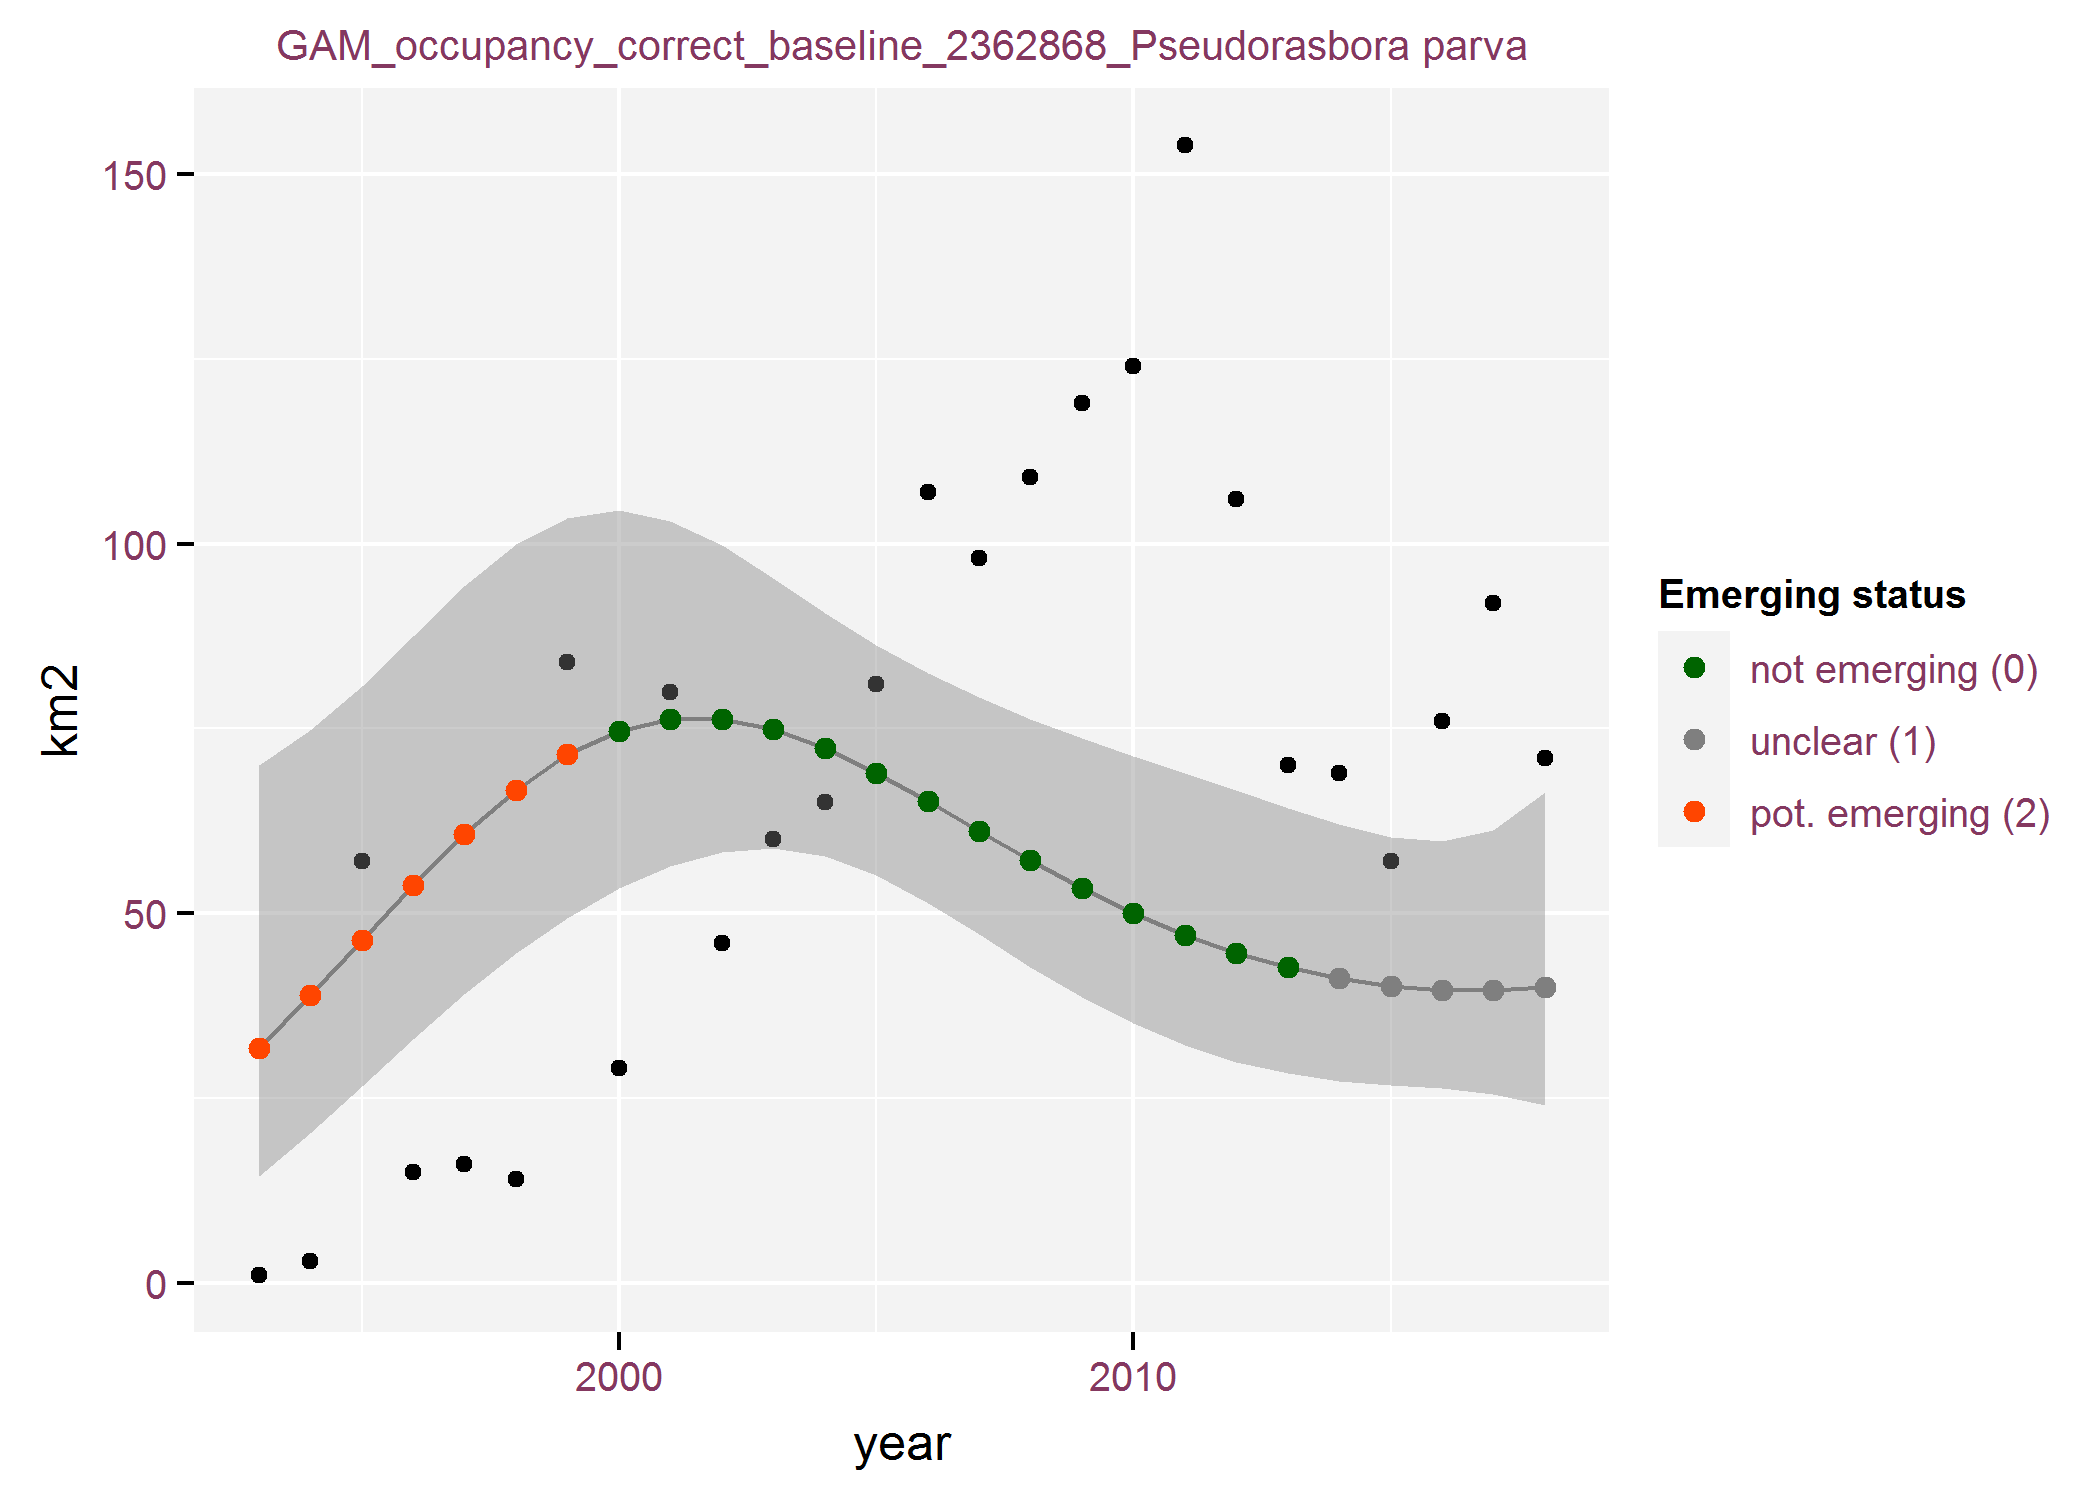 GAM_occupancy_correct_baseline_2362868_Pseudorasbora parva
150
100
50
0
km2
2000
2010
year
Emerging status
not emerging (0)
unclear (1)
pot. emerging (2)